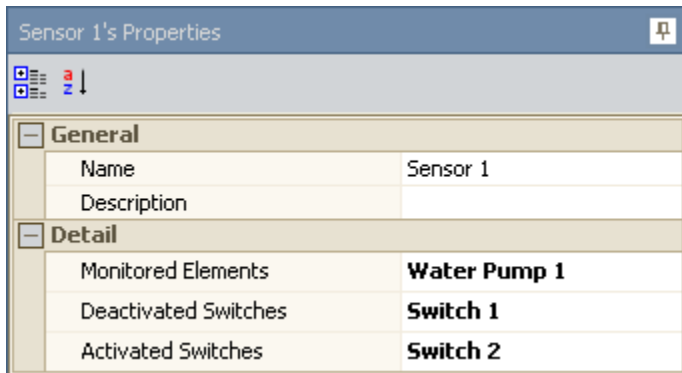 Sensor 1's Properties
a
z
General
Name Sensor 1
Description
Detail
Monitored Elements Water Pump 1
Deactivated Switches Switch 1
Activated Switches Switch 2